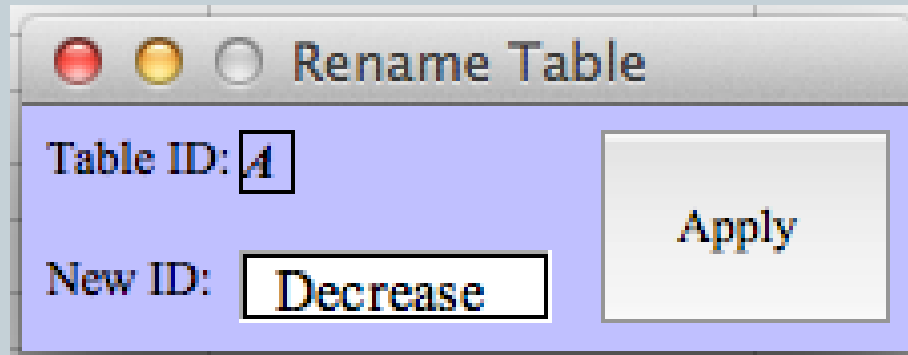 Rename Table
Table ID: A
Apply
New ID: Decrease